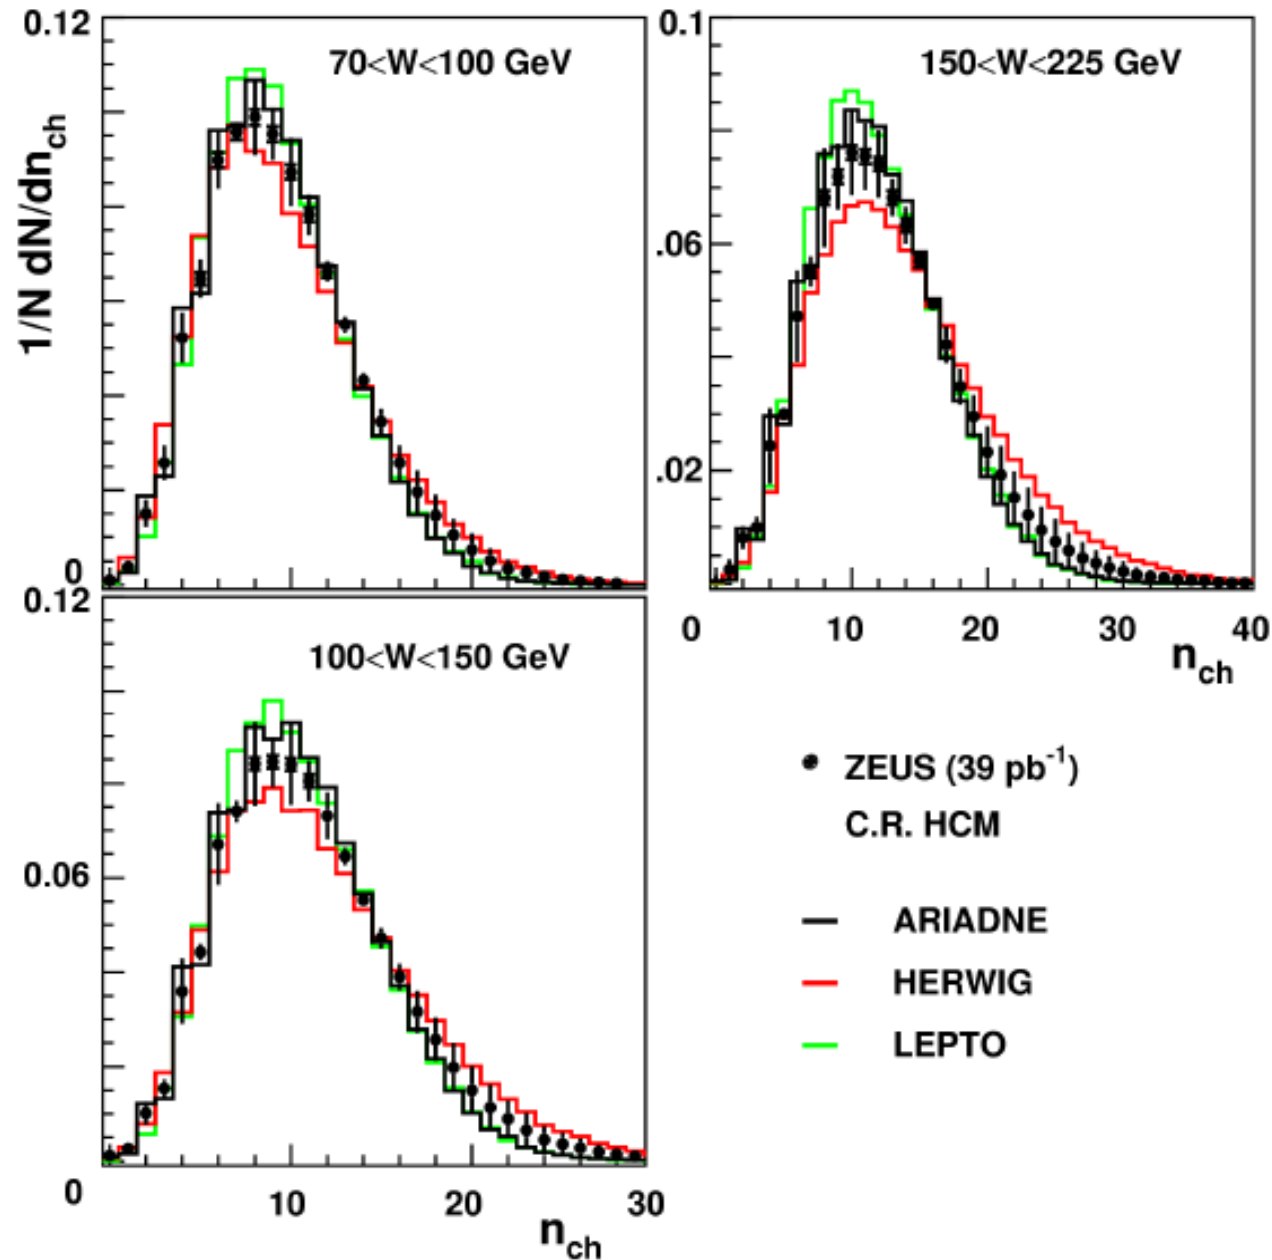 0.12
1/N dN/dn_ch
70<W<100 GeV
0
0.1
150<W<225 GeV
.06
.02
0 10 20 30 40
n_ch
0.12
100<W<150 GeV
0.06
0
10 20 30
n_ch
ZEUS (39 pb⁻¹)
C.R. HCM
ARIADNE
HERWIG
LEPTO